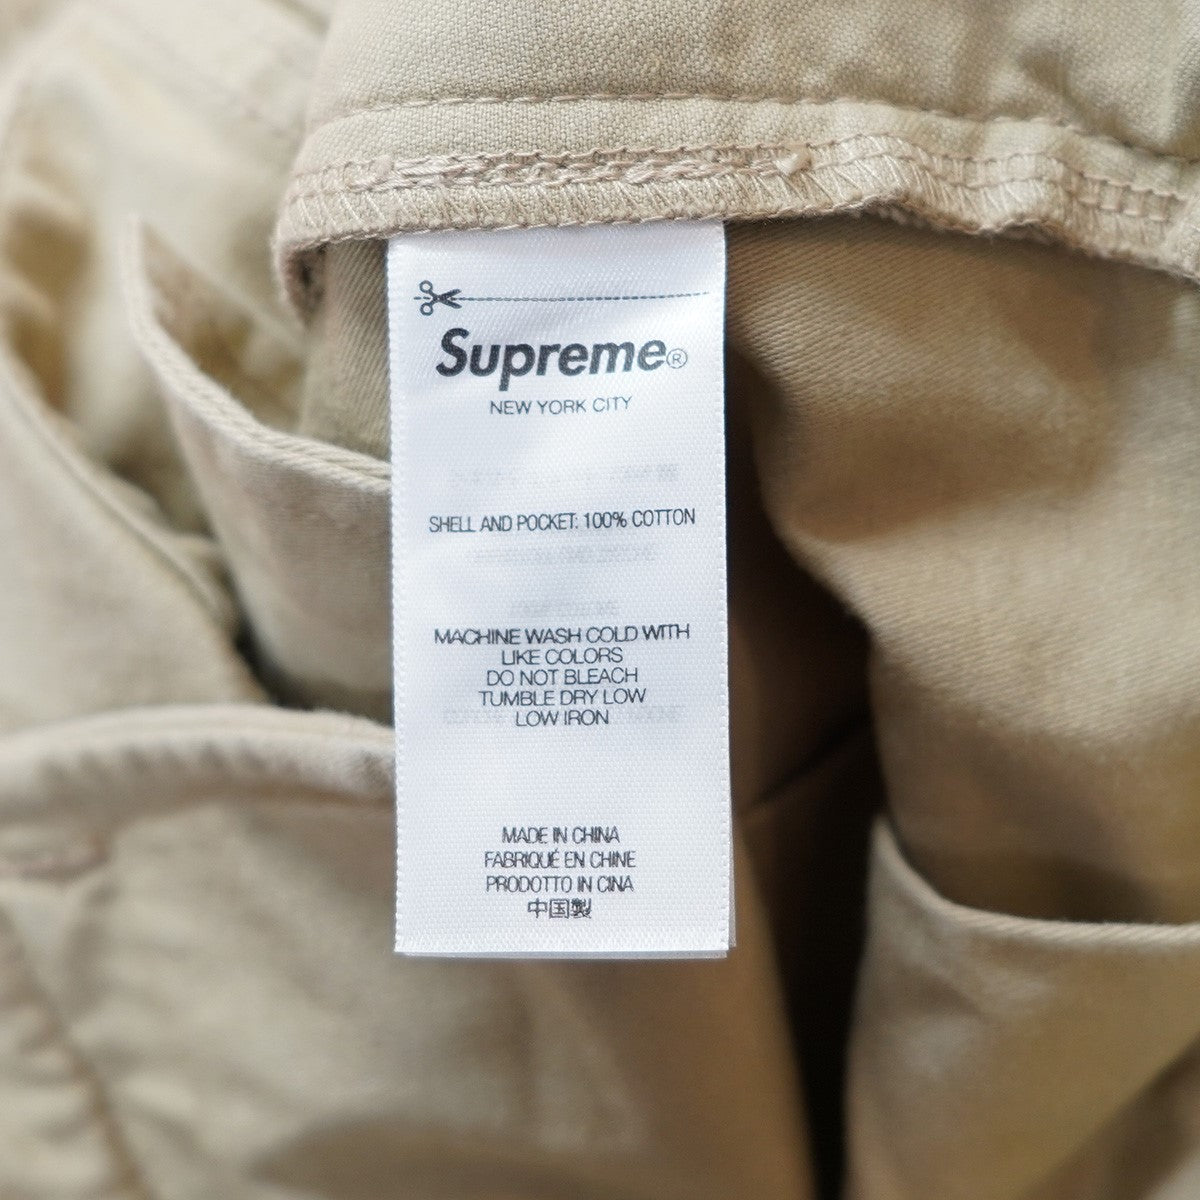 Supreme®
NEW YORK CITY
SHELL AND POCKET: 100% COTTON
MACHINE WASH COLD WITH
LIKE COLORS
DO NOT BLEACH
TUMBLE DRY LOW
LOW IRON
MADE IN CHINA
FABRIQUÉ EN CHINE
PRODOTTO IN CINA
中国製